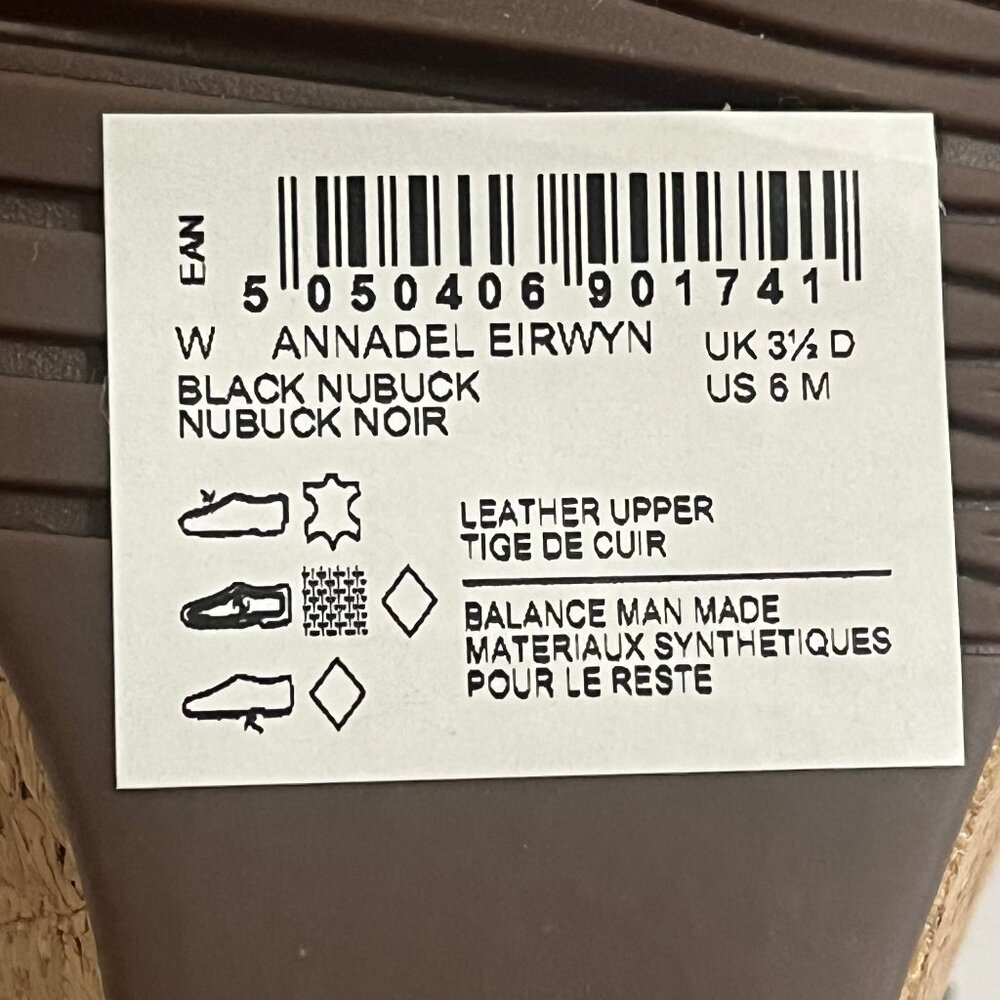 EAN
5 050406 901741
W ANNADEL EIRWYN UK 3½ D
BLACK NUBUCK US 6 M
NUBUCK NOIR
LEATHER UPPER
TIGE DE CUIR
BALANCE MAN MADE
MATERIAUX SYNTHETIQUES
POUR LE RESTE